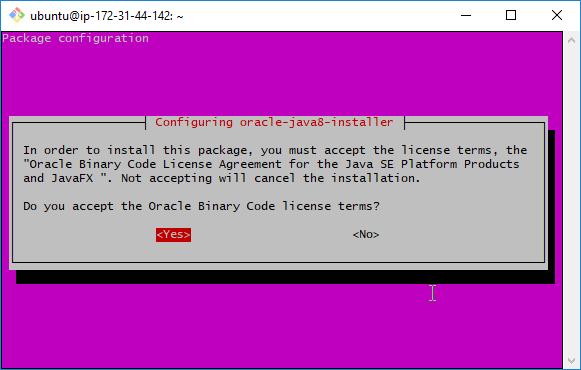 ubuntu@ip-172-31-44-142: ~
Package configuration
Configuring oracle-java8-installer
In order to install this package, you must accept the license terms, the
"Oracle Binary Code License Agreement for the Java SE Platform Products
and JavaFX ". Not accepting will cancel the installation.
Do you accept the Oracle Binary Code license terms?
<Yes> <No>